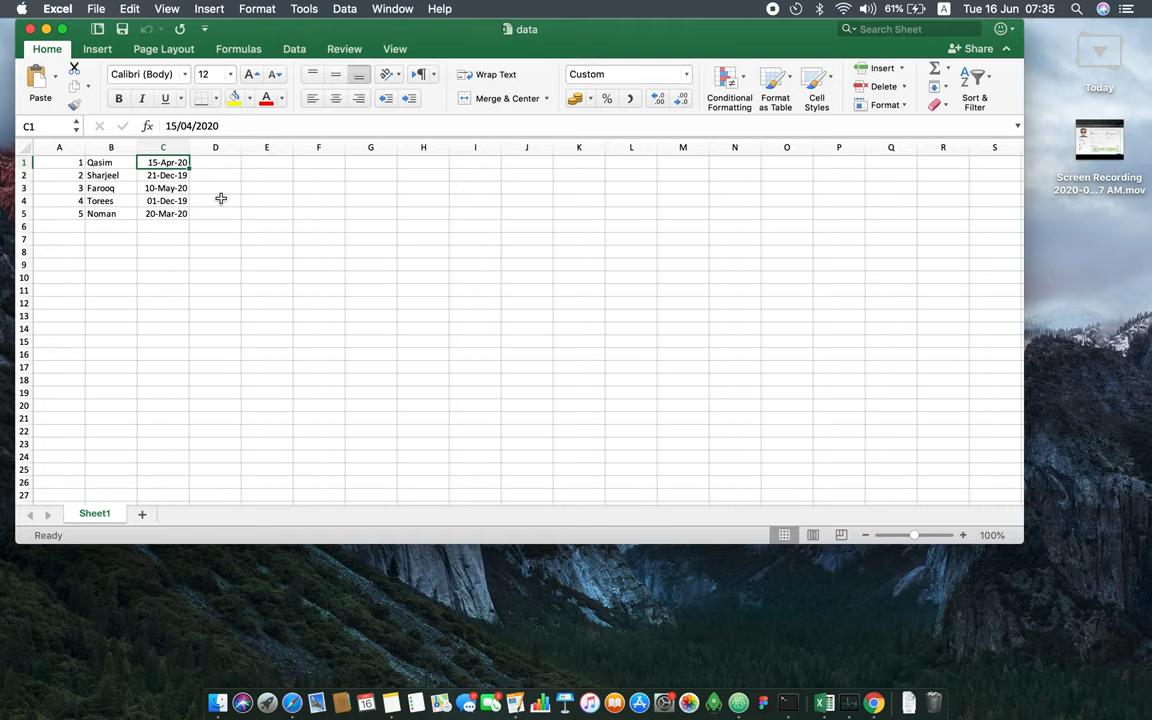 Excel File Edit View Insert Format Tools Data Window Help 61% A Tue 16 Jun 07:35
data
Search Sheet
Home Insert Page Layout Formulas Data Review View Share
Paste
Calibri (Body) 12
Wrap Text
Merge & Center
Custom
Conditional Formatting
Format as Table
Cell Styles
Insert
Delete
Format
Sort & Filter
C1 fx 15/04/2020
A B C D E F G H I J K L M N O P Q R S
1 1 Qasim 15-Apr-20
2 2 Sharjeel 21-Dec-19
3 3 Farooq 10-May-20
4 4 Torees 01-Dec-19
5 5 Noman 20-Mar-20
6
7
8
9
10
11
12
13
14
15
16
17
18
19
20
21
22
23
24
25
26
27
Sheet1
Ready 100%
Today
Screen Recording
2020-0...7 AM.mov